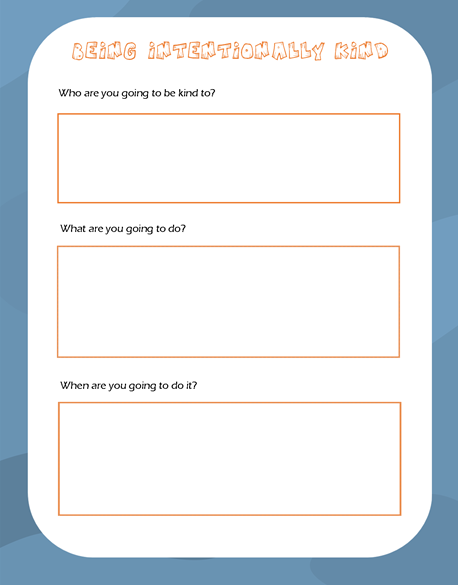 BEING INTENTIONALLY KIND
Who are you going to be kind to?
What are you going to do?
When are you going to do it?